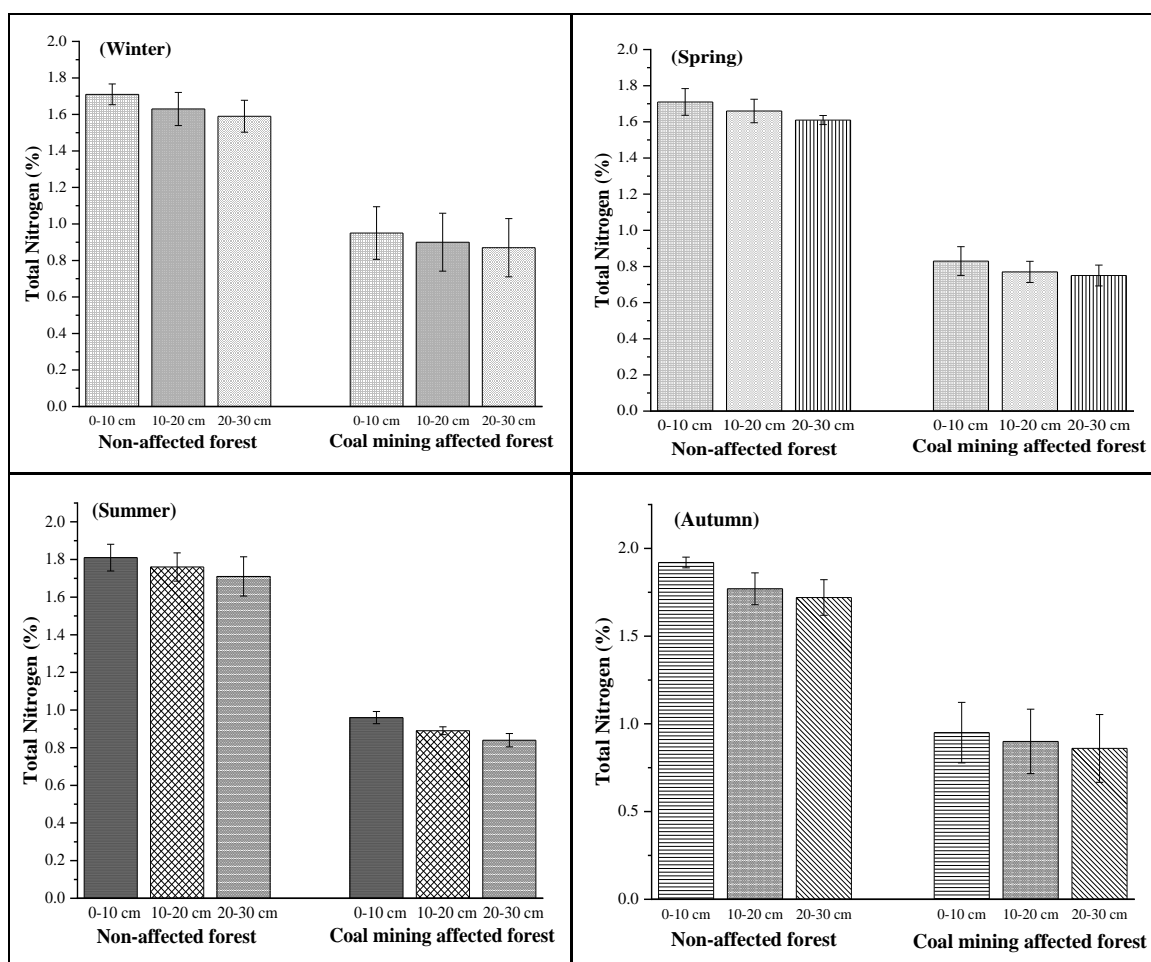 (Winter)
Total Nitrogen (%)
2.0
1.8
1.6
1.4
1.2
1.0
0.8
0.6
0.4
0.2
0.0
0-10 cm 10-20 cm 20-30 cm 0-10 cm 10-20 cm 20-30 cm
Non-affected forest Coal mining affected forest
(Spring)
Total Nitrogen (%)
2.0
1.8
1.6
1.4
1.2
1.0
0.8
0.6
0.4
0.2
0.0
0-10 cm 10-20 cm 20-30 cm 0-10 cm 10-20 cm 20-30 cm
Non-affected forest Coal mining affected forest
(Summer)
Total Nitrogen (%)
2.0
1.8
1.6
1.4
1.2
1.0
0.8
0.6
0.4
0.2
0.0
0-10 cm 10-20 cm 20-30 cm 0-10 cm 10-20 cm 20-30 cm
Non-affected forest Coal mining affected forest
(Autumn)
Total Nitrogen (%)
2.0
1.5
1.0
0.5
0.0
0-10 cm 10-20 cm 20-30 cm 0-10 cm 10-20 cm 20-30 cm
Non-affected forest Coal mining affected forest